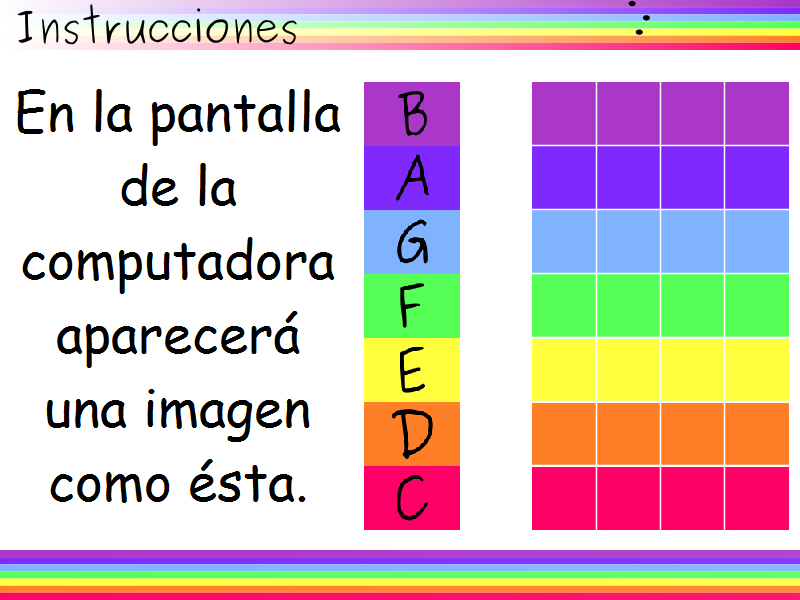 Instrucciones
En la pantalla
de la
computadora
aparecerá
una imagen
como ésta.
B
A
G
F
E
D
C